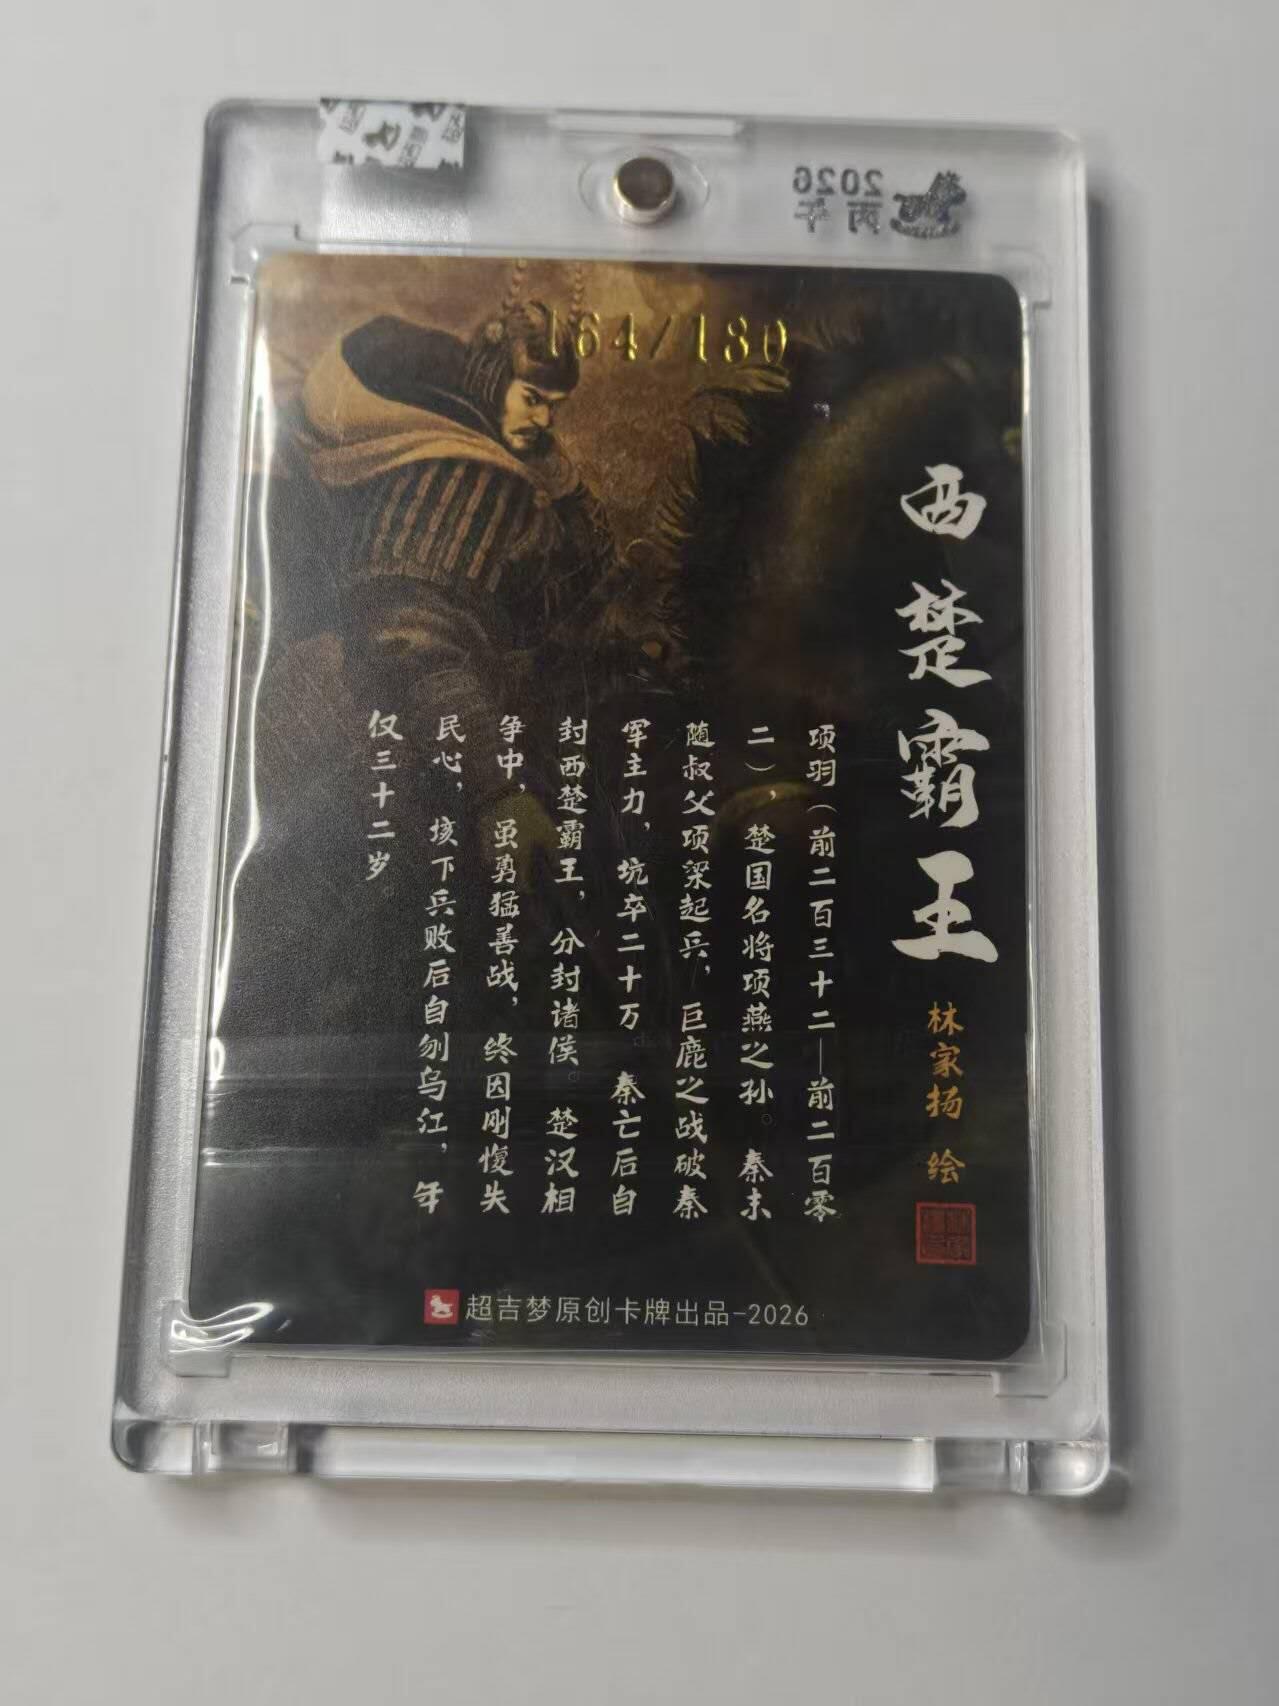 2026
丙午
164/180
西楚霸王
林家扬 绘
项羽（前二百三十二—前二百零
二），楚国名将项燕之孙。秦末
随叔父项梁起兵，巨鹿之战破秦
军主力，坑卒二十万。秦亡后自
封西楚霸王，分封诸侯。楚汉相
争中，虽勇猛善战，终因刚愎失
民心，垓下兵败后自刎乌江，年
仅三十二岁。
超吉梦原创卡牌出品-2026